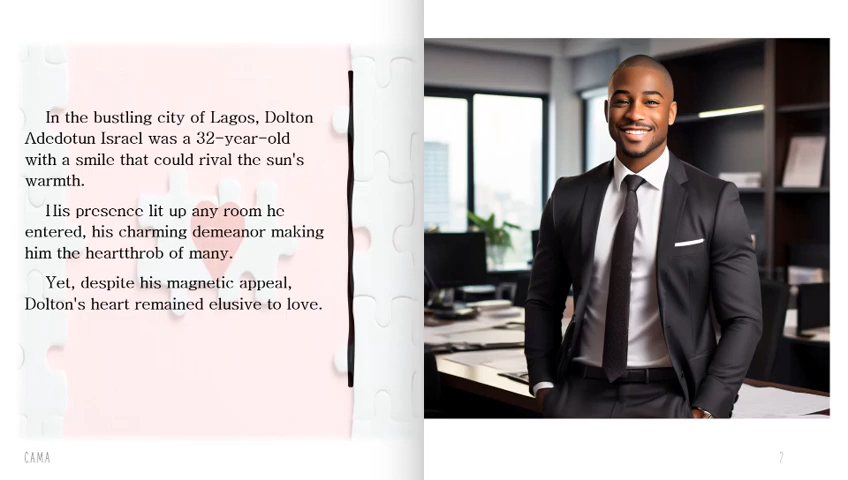 In the bustling city of Lagos, Dolton
Adedotun Israel was a 32-year-old
with a smile that could rival the sun's
warmth.
His presence lit up any room he
entered, his charming demeanor making
him the heartthrob of many.
Yet, despite his magnetic appeal,
Dolton's heart remained elusive to love.
CAMA